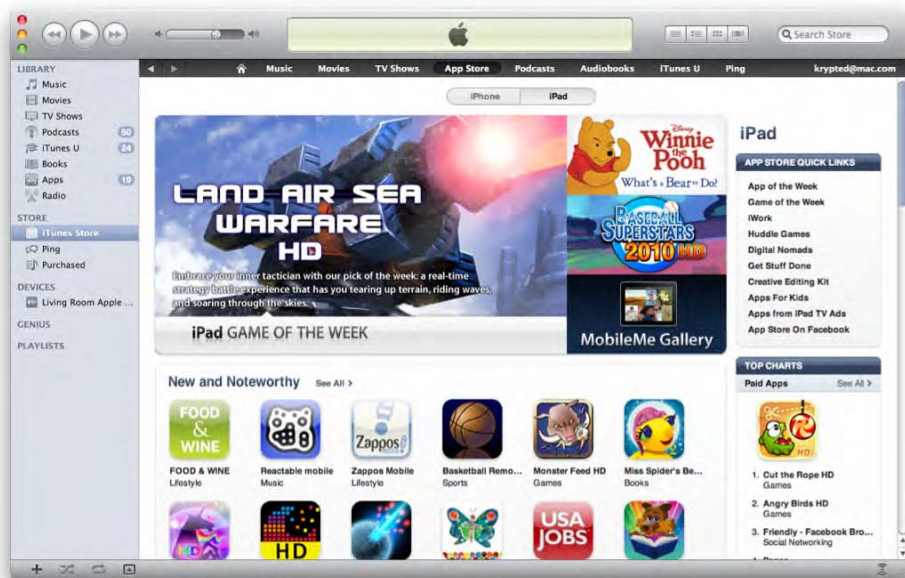 Search Store
LIBRARY
Music
Movies
TV Shows
Podcasts 60
iTunes U 24
Books
Apps 19
Radio
STORE
iTunes Store
Ping
Purchased
DEVICES
Living Room Apple ...
GENIUS
PLAYLISTS
Music Movies TV Shows App Store Podcasts Audiobooks iTunes U Ping krypted@mac.com
iPhone iPad
LAND AIR SEA
WARFARE
HD
Embrace your inner tactician with our pick of the week: a real-time
strategy battle experience that has you tearing up terrain, riding waves,
and soaring through the skies.
iPad GAME OF THE WEEK
Disney
Winnie
the
Pooh
What's a Bear to Do?
BASEBALL
SUPERSTARS
2010 HD
MobileMe Gallery
iPad
APP STORE QUICK LINKS
App of the Week
Game of the Week
iWork
Huddle Games
Digital Nomads
Get Stuff Done
Creative Editing Kit
Apps For Kids
Apps from iPad TV Ads
App Store On Facebook
TOP CHARTS
Paid Apps See All >
HD
1. Cut the Rope HD
Games
2. Angry Birds HD
Games
3. Friendly - Facebook Bro...
Social Networking
New and Noteworthy See All >
FOOD
&
WINE
Zappos
FOOD & WINE
Lifestyle
Reactable mobile
Music
Zappos Mobile
Lifestyle
Basketball Remo...
Sports
Monster Feed HD
Games
Miss Spider's Be...
Books
HD
HD
USA
JOBS